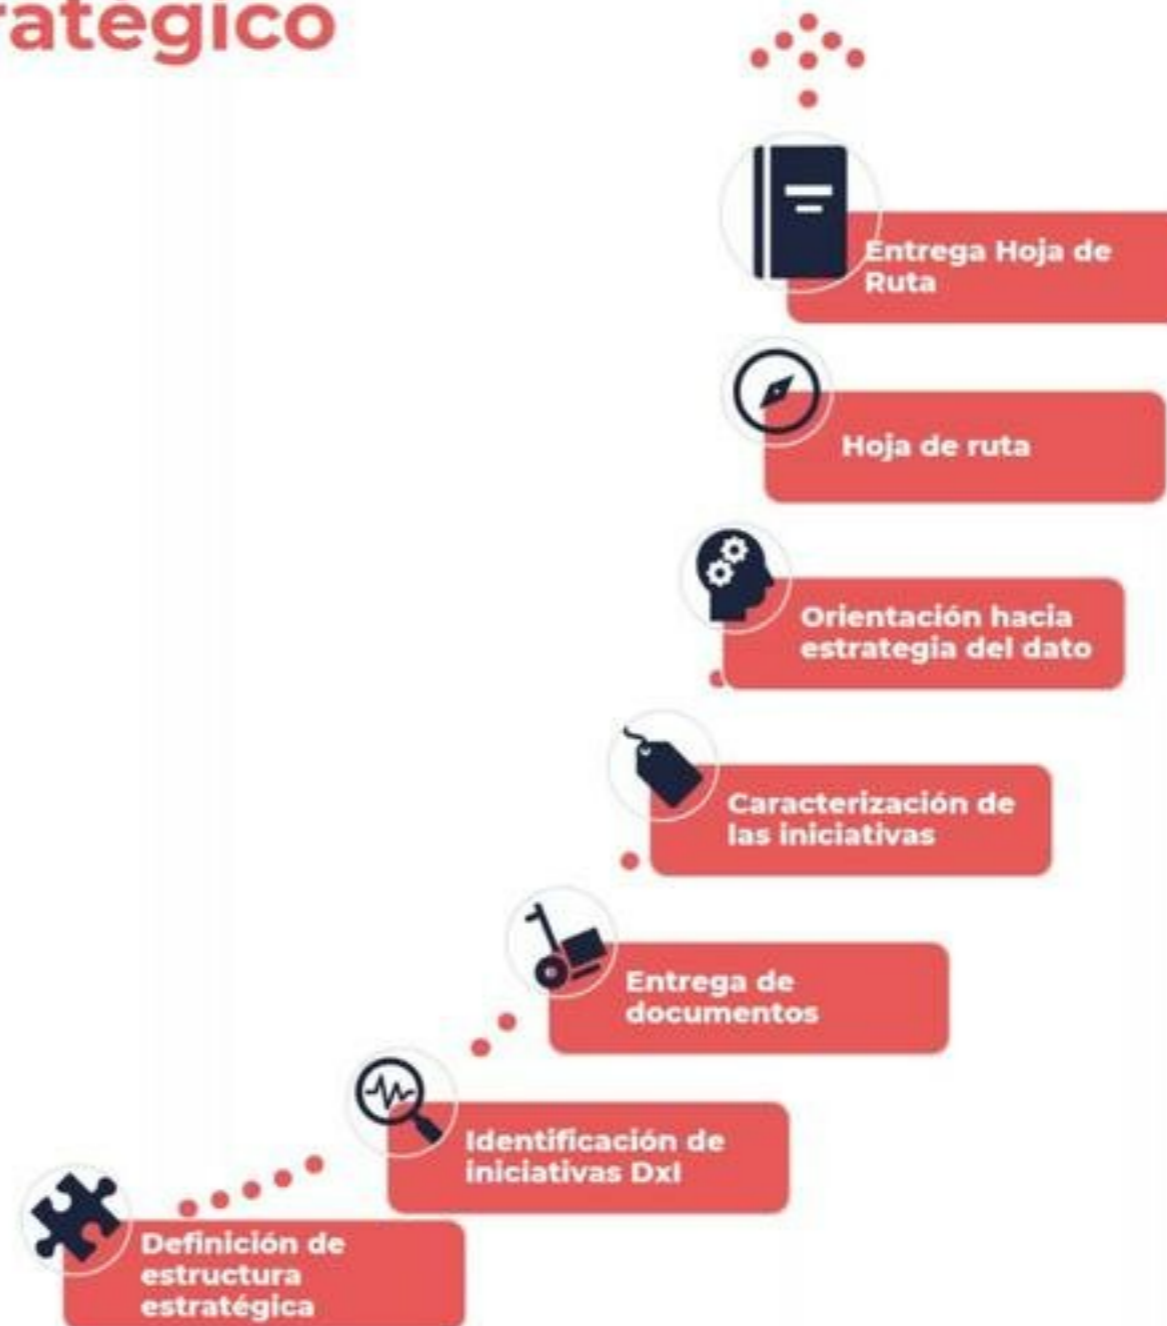 Entrega Hoja de
Ruta
Hoja de ruta
Orientación hacia
estrategia del dato
Caracterización de
las iniciativas
Entrega de
documentos
Identificación de
iniciativas DxI
Definición de
estructura
estratégica